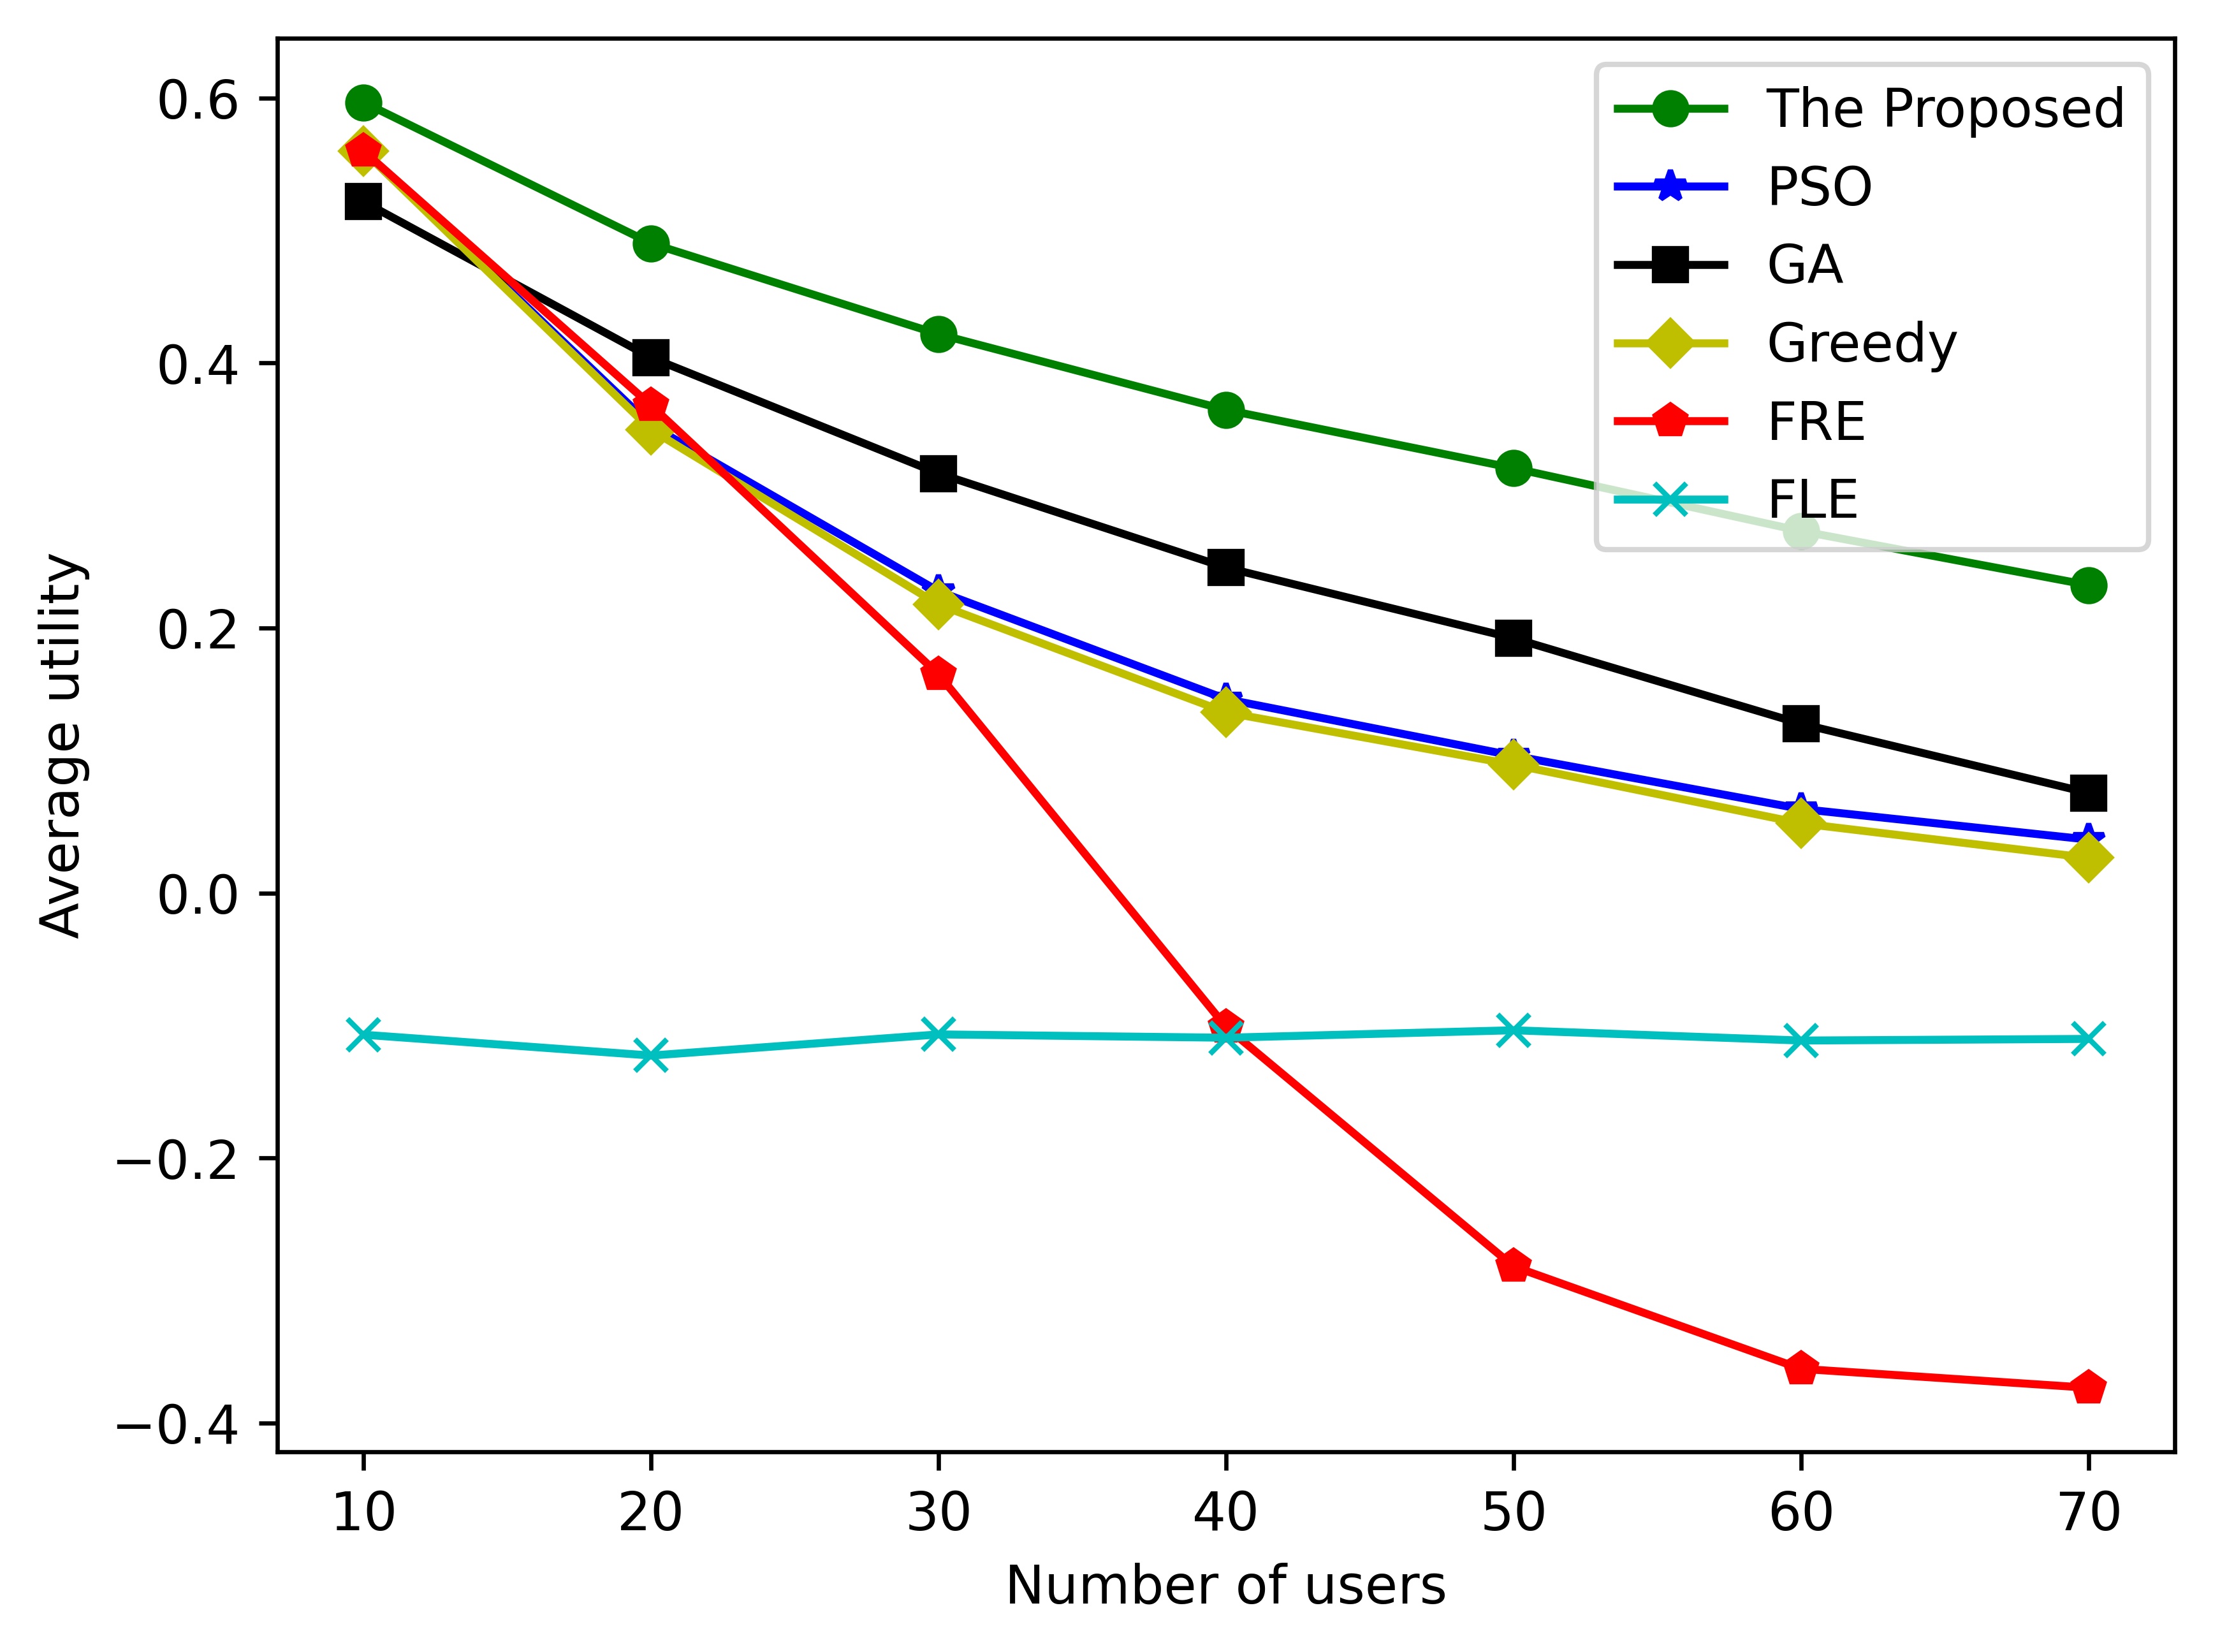 The Proposed
PSO
GA
Greedy
FRE
FLE
Average utility
0.6
0.4
0.2
0.0
−0.2
−0.4
10 20 30 40 50 60 70
Number of users